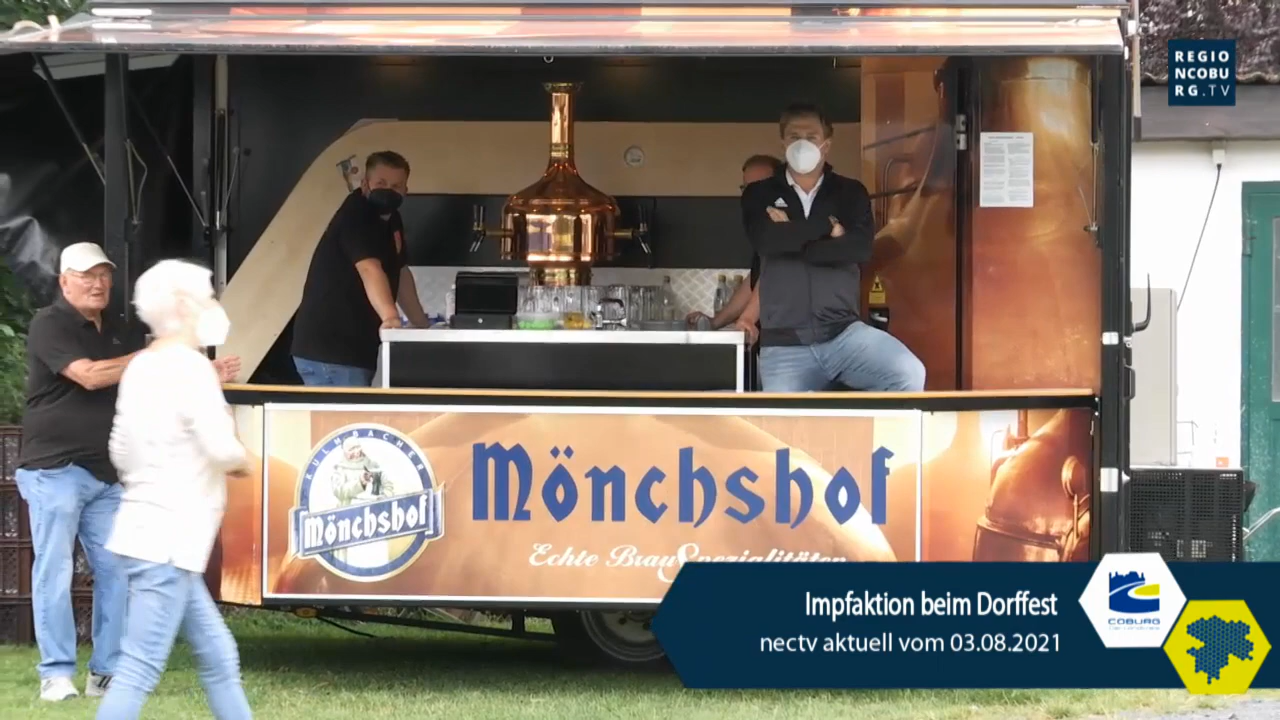 REGIO
NCOBU
RG.TV
KULMBACHER
Mönchshof
Mönchshof
Echte BrauSpezialitäten
Impfaktion beim Dorffest
nectv aktuell vom 03.08.2021
COBURG